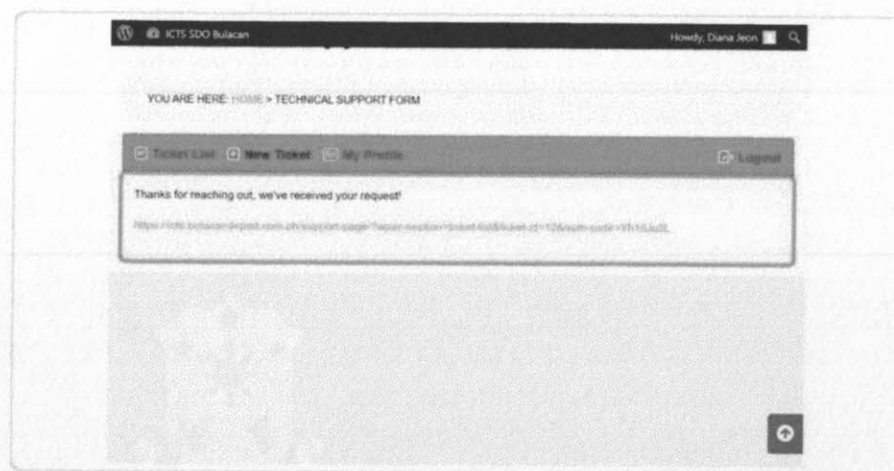 ICTS SDO Bulacan
Howdy, Diana Jeon
YOU ARE HERE: HOME > TECHNICAL SUPPORT FORM
Ticket List New Ticket My Profile Logout
Thanks for reaching out, we've received your request!